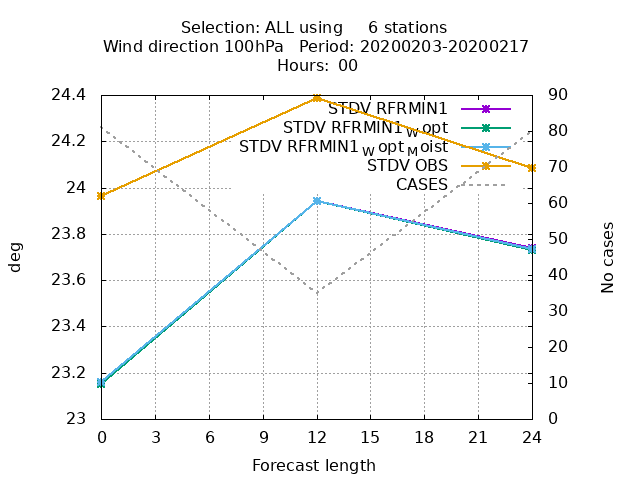 Selection: ALL using     6 stations
Wind direction 100hPa   Period: 20200203-20200217
Hours: 00
24.4
24.2
24
23.8
23.6
23.4
23.2
23
90
80
70
60
50
40
30
20
10
0
0 3 6 9 12 15 18 21 24
deg
No cases
Forecast length
STDV RFRMIN1
STDV RFRMIN1_W opt
STDV RFRMIN1_W opt_M oist
STDV OBS
CASES